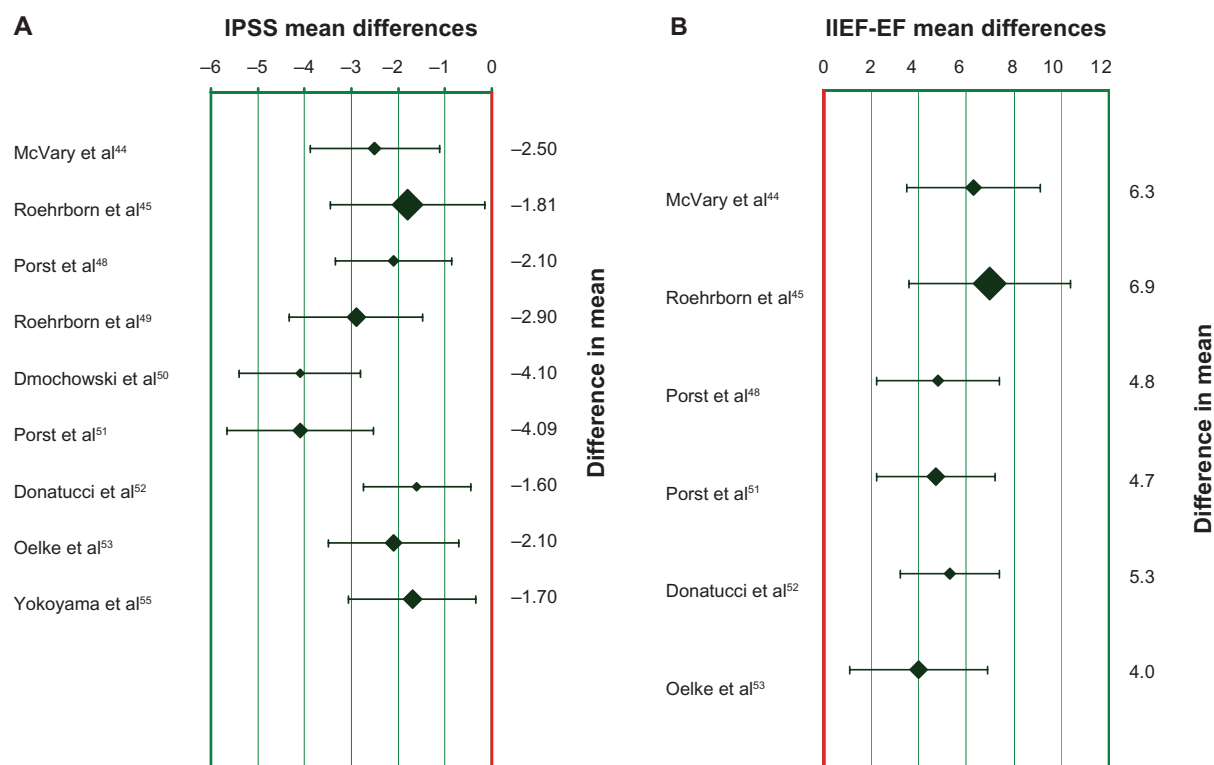 A
IPSS mean differences
–6 –5 –4 –3 –2 –1 0
McVary et al44 –2.50
Roehrborn et al45 –1.81
Porst et al48 –2.10
Roehrborn et al49 –2.90
Dmochowski et al50 –4.10
Porst et al51 –4.09
Donatucci et al52 –1.60
Oelke et al53 –2.10
Yokoyama et al55 –1.70
Difference in mean
B
IIEF-EF mean differences
0 2 4 6 8 10 12
McVary et al44 6.3
Roehrborn et al45 6.9
Porst et al48 4.8
Porst et al51 4.7
Donatucci et al52 5.3
Oelke et al53 4.0
Difference in mean